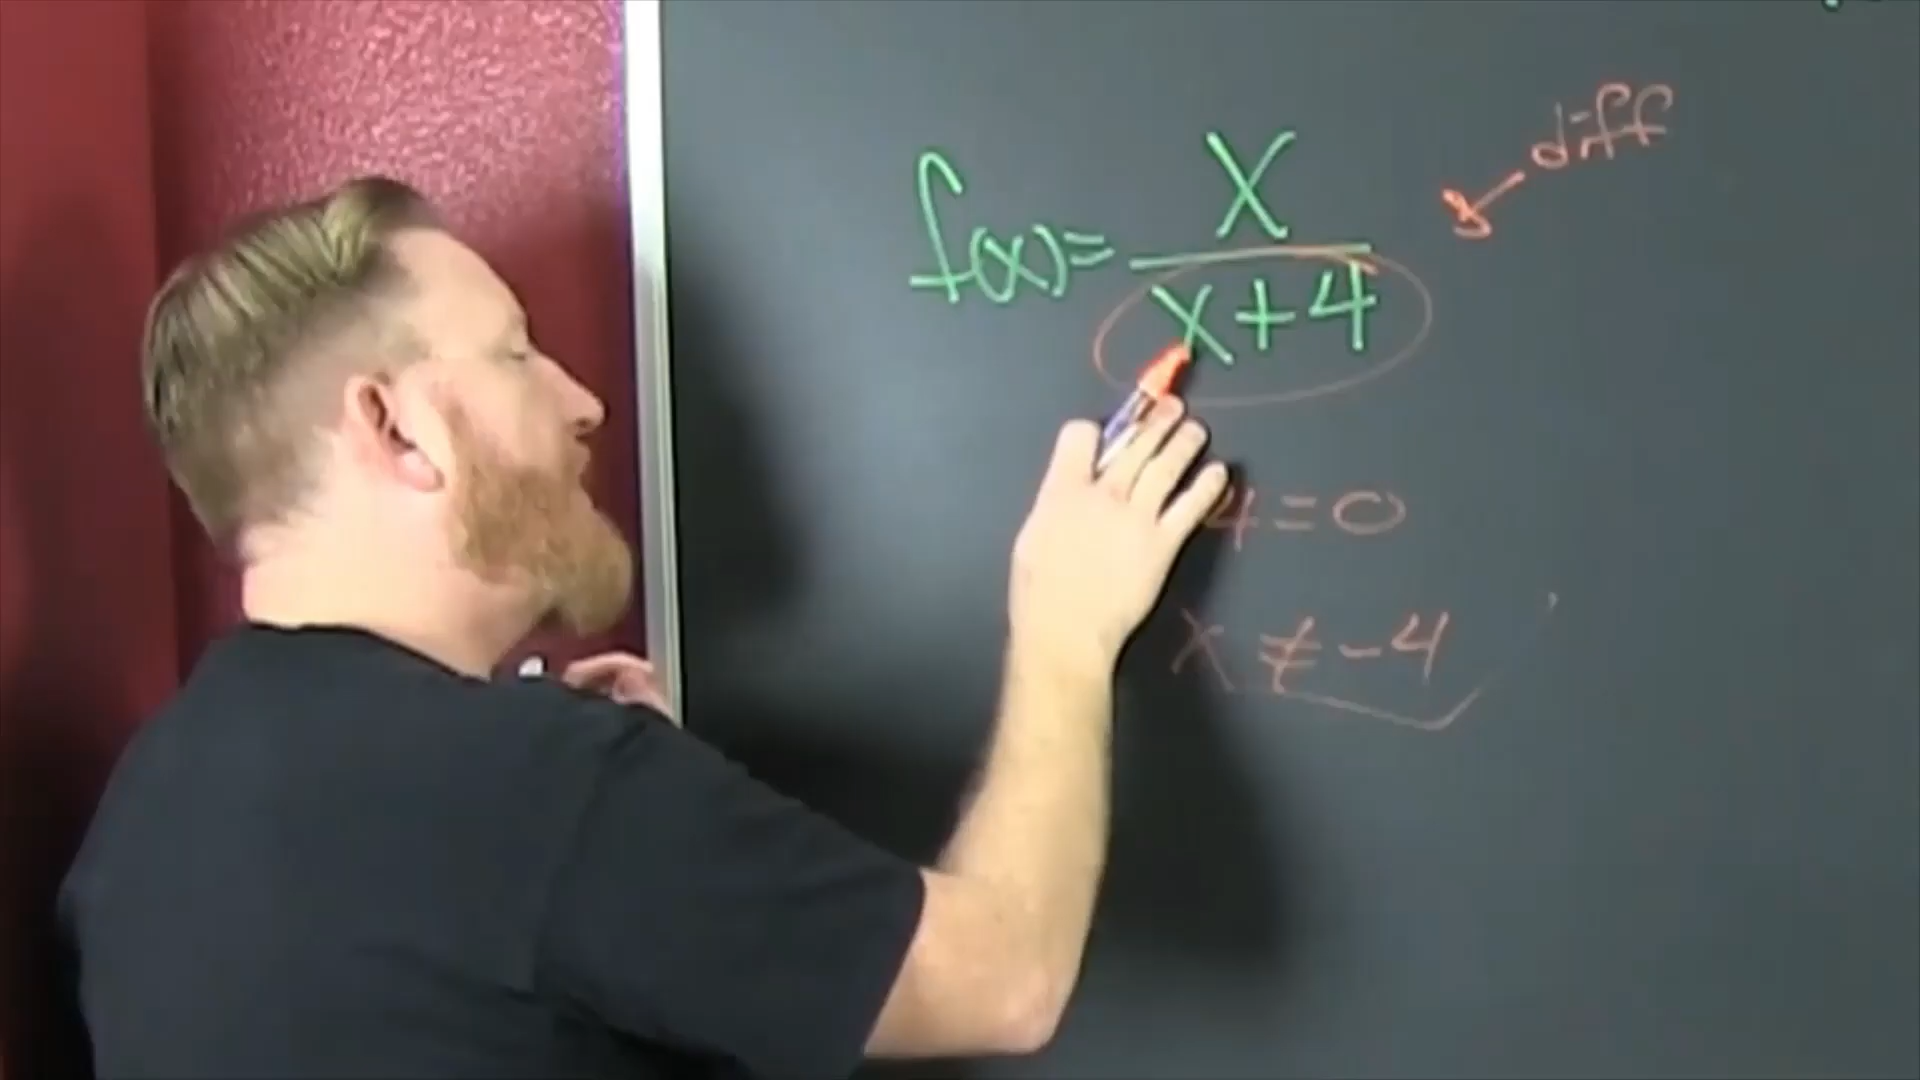 diff
f(x) = x / x + 4
4 = 0
x ≠ -4